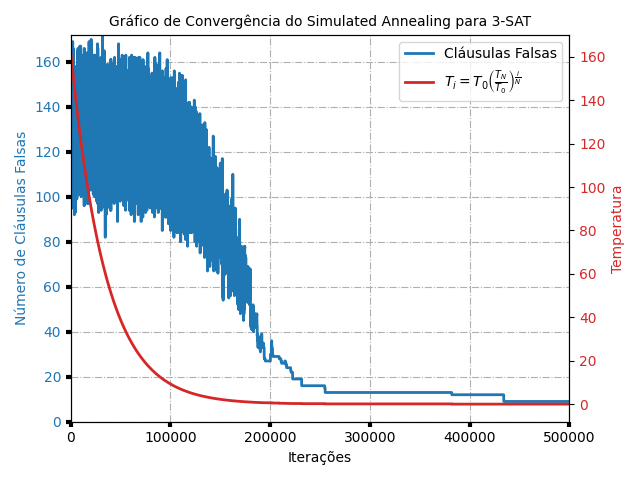 Gráfico de Convergência do Simulated Annealing para 3-SAT
Cláusulas Falsas
T_i = T_0(T_N/T_0)^{i/N}
Número de Cláusulas Falsas
160
140
120
100
80
60
40
20
0
Temperatura
160
140
120
100
80
60
40
20
0
0 100000 200000 300000 400000 500000
Iterações